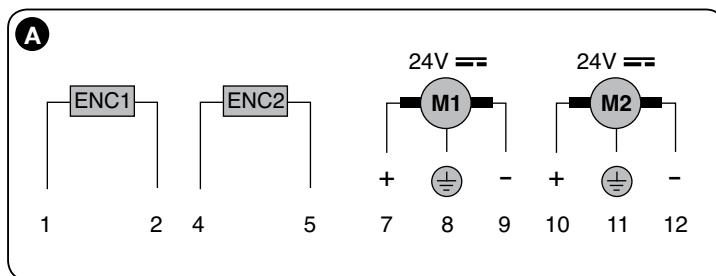 A
24V 24V
ENC1 ENC2 M1 M2
+ - + -
1 2 4 5 7 8 9 10 11 12